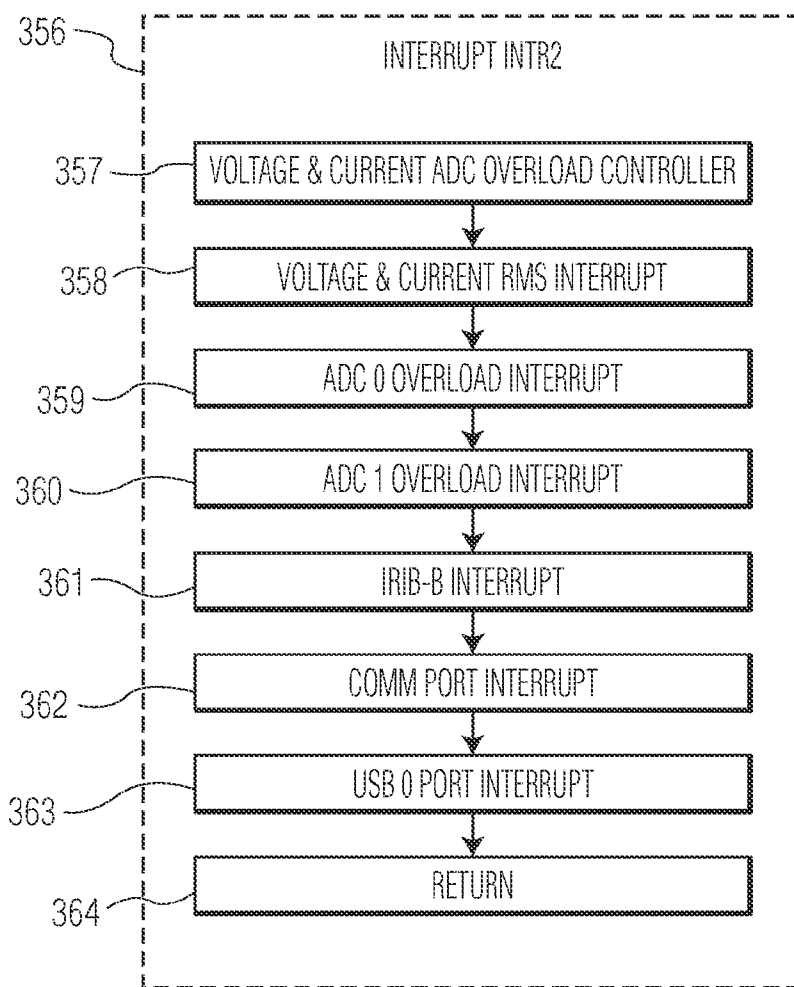 356
INTERRUPT INTR2
357
VOLTAGE & CURRENT ADC OVERLOAD CONTROLLER
358
VOLTAGE & CURRENT RMS INTERRUPT
359
ADC 0 OVERLOAD INTERRUPT
360
ADC 1 OVERLOAD INTERRUPT
361
IRIB-B INTERRUPT
362
COMM PORT INTERRUPT
363
USB 0 PORT INTERRUPT
364
RETURN